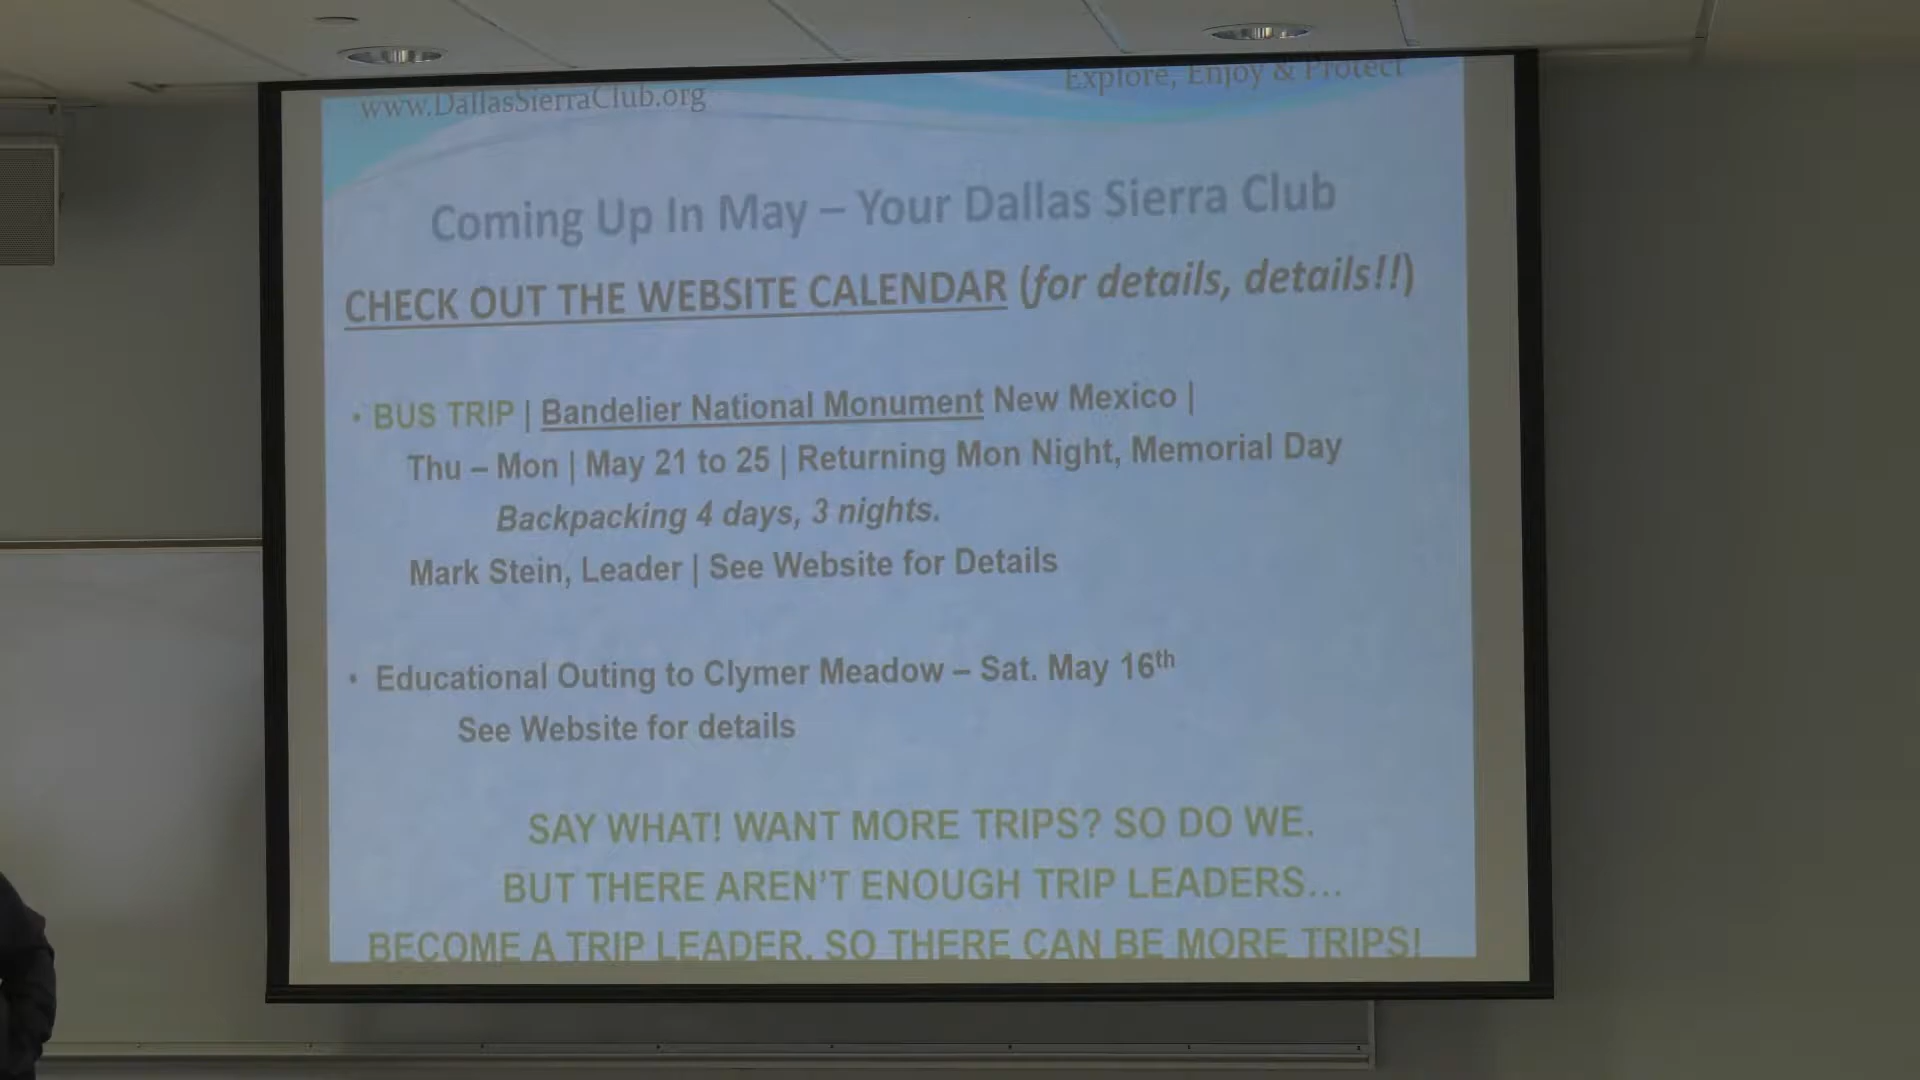 www.DallasSierraClub.org
Explore, Enjoy & Protect
Coming Up In May – Your Dallas Sierra Club
CHECK OUT THE WEBSITE CALENDAR (for details, details!!)
• BUS TRIP | Bandelier National Monument New Mexico |
Thu – Mon | May 21 to 25 | Returning Mon Night, Memorial Day
Backpacking 4 days, 3 nights.
Mark Stein, Leader | See Website for Details
• Educational Outing to Clymer Meadow – Sat. May 16th
See Website for details
SAY WHAT! WANT MORE TRIPS? SO DO WE.
BUT THERE AREN’T ENOUGH TRIP LEADERS…
BECOME A TRIP LEADER, SO THERE CAN BE MORE TRIPS!